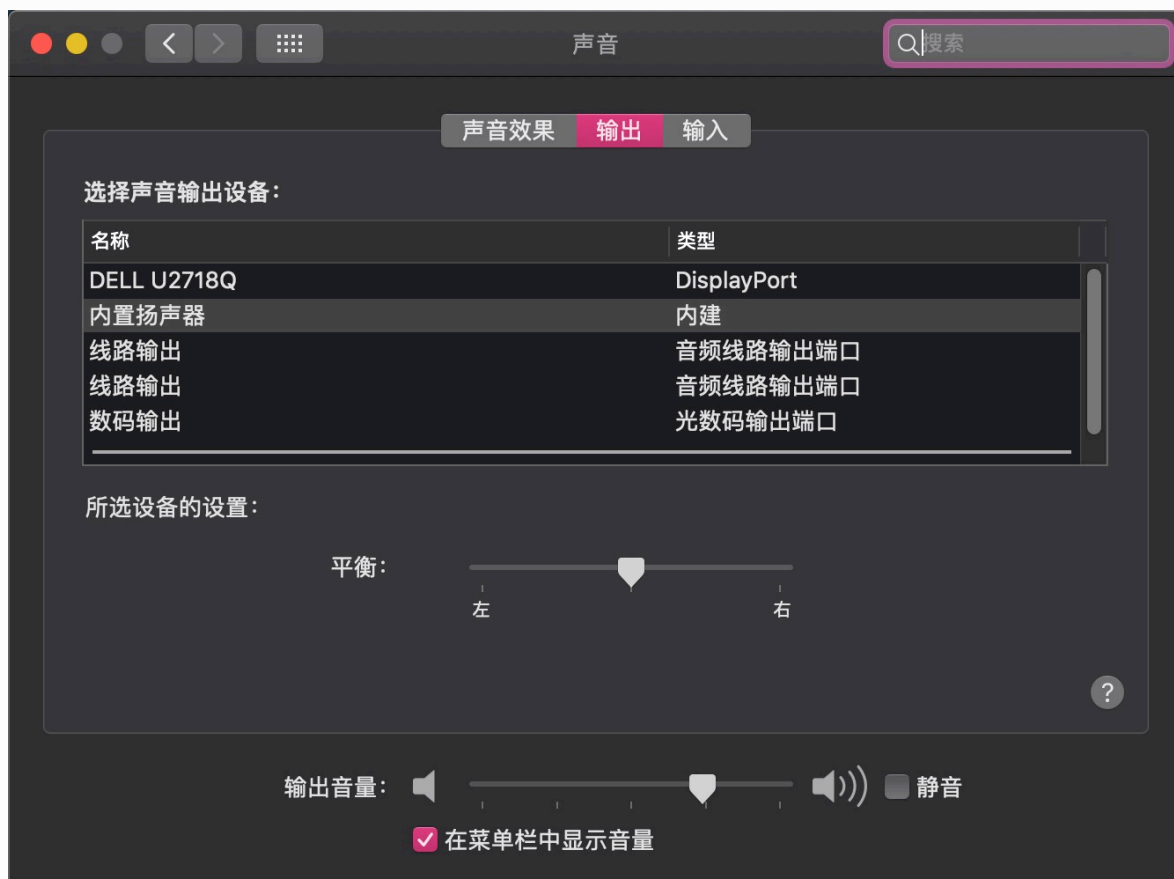 声音
搜索
声音效果 输出 输入
选择声音输出设备：
名称 类型
DELL U2718Q DisplayPort
内置扬声器 内建
线路输出 音频线路输出端口
线路输出 音频线路输出端口
数码输出 光数码输出端口
所选设备的设置：
平衡：
左 右
?
输出音量： 静音
在菜单栏中显示音量